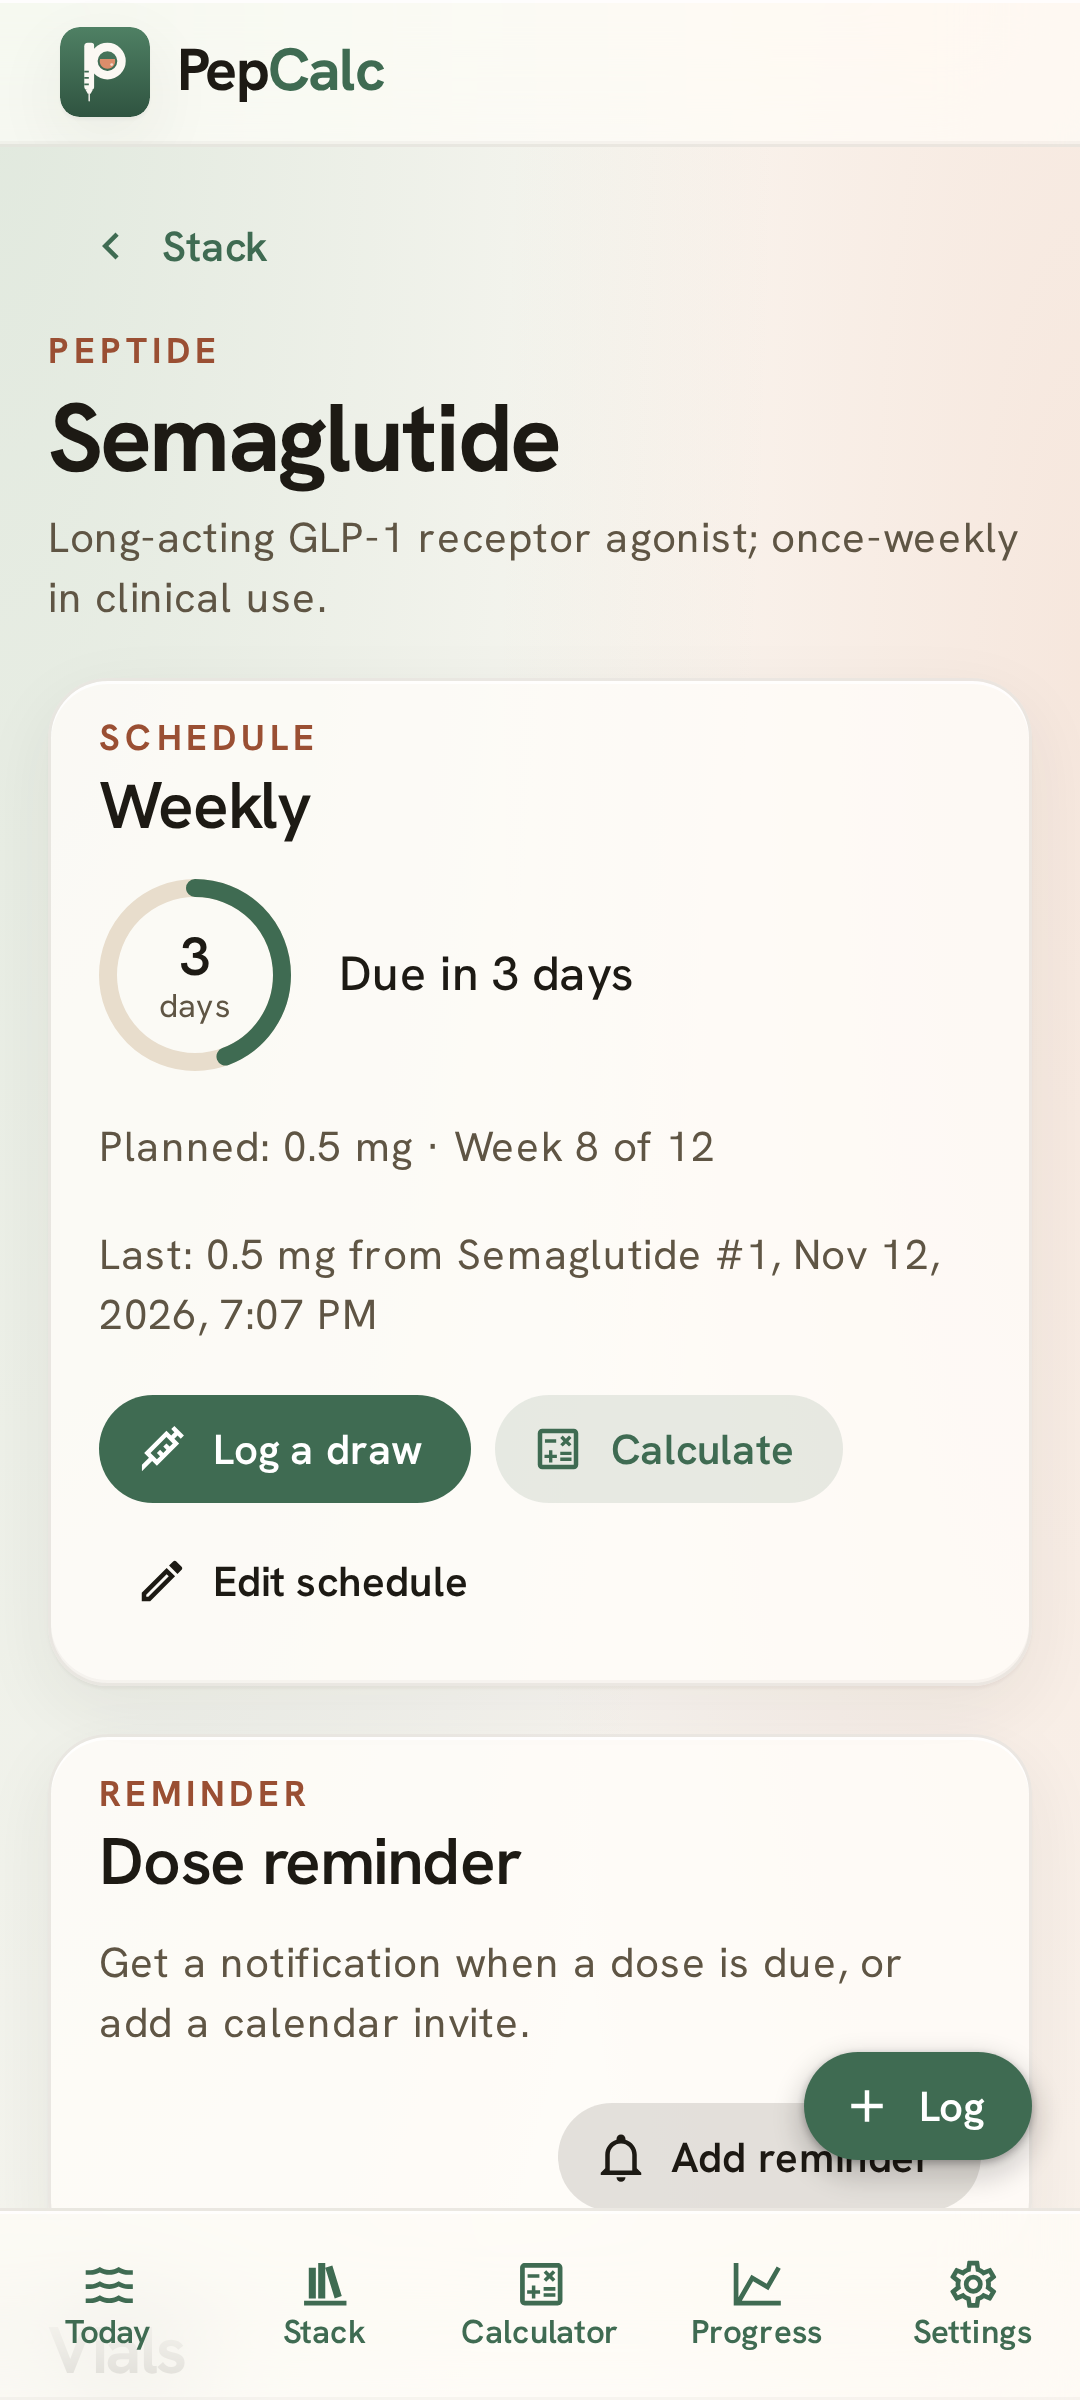 PepCalc
Stack
PEPTIDE
Semaglutide
Long-acting GLP-1 receptor agonist; once-weekly
in clinical use.
SCHEDULE
Weekly
3
days
Due in 3 days
Planned: 0.5 mg · Week 8 of 12
Last: 0.5 mg from Semaglutide #1, Nov 12,
2026, 7:07 PM
Log a draw
Calculate
Edit schedule
REMINDER
Dose reminder
Get a notification when a dose is due, or
add a calendar invite.
Log
Add reminder
Vials
Today
Stack
Calculator
Progress
Settings